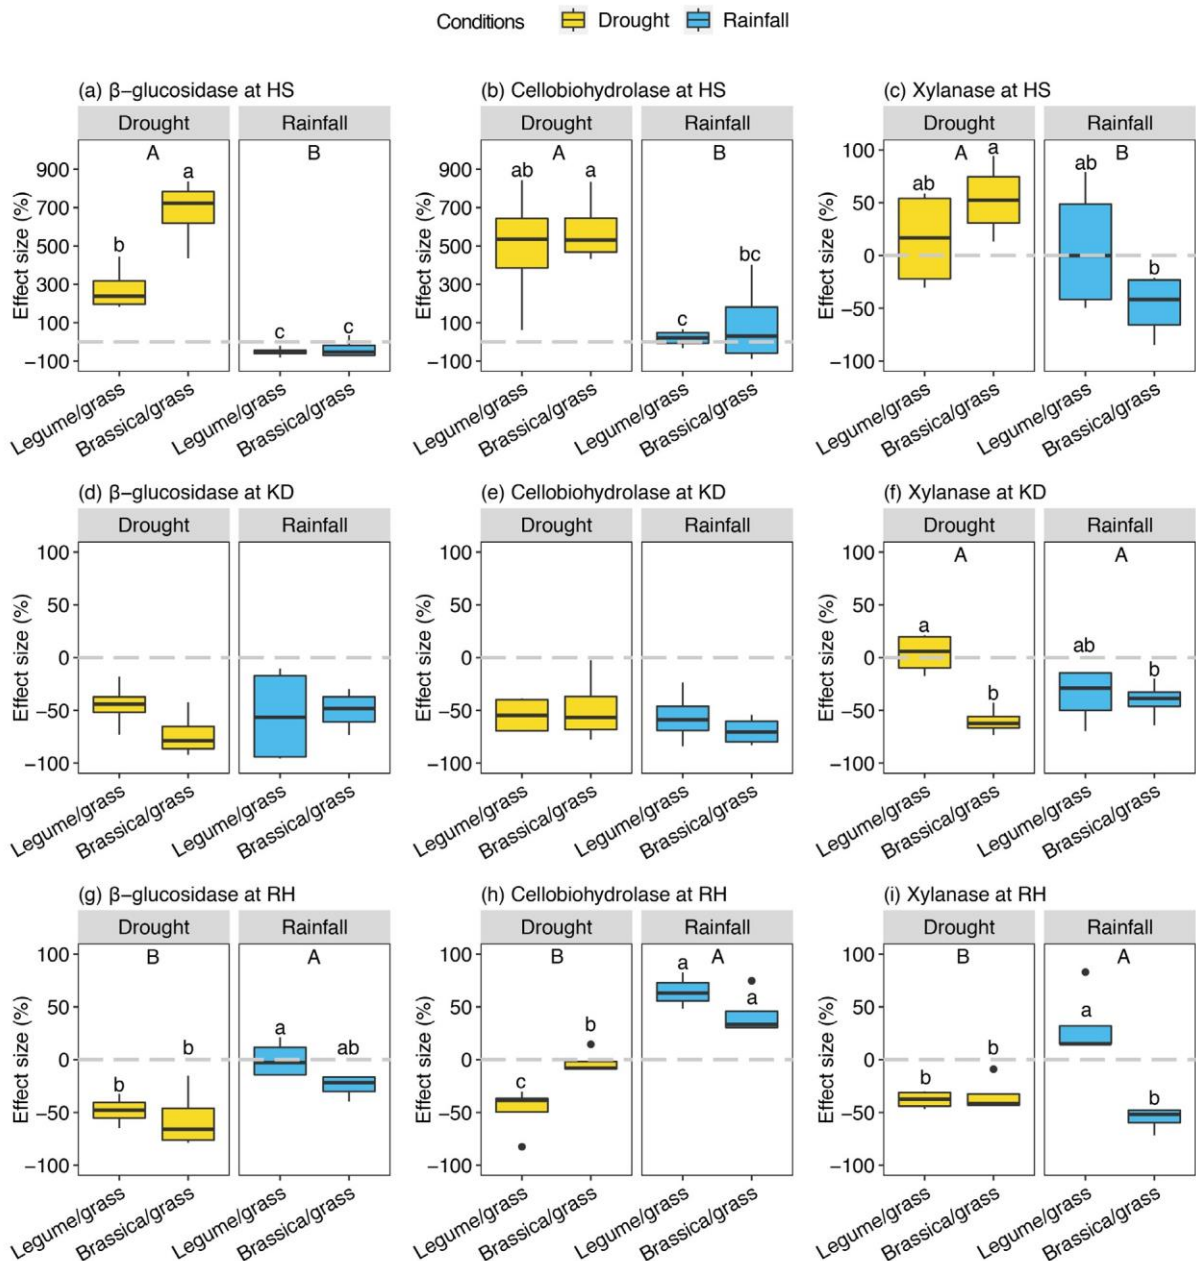 Conditions Drought Rainfall
(a) β−glucosidase at HS
Drought Rainfall
A B
a
b
c c
Effect size (%)
900
700
500
300
100
−100
Legume/grass Brassica/grass Legume/grass Brassica/grass
(b) Cellobiohydrolase at HS
Drought Rainfall
A B
ab a
bc
c
Effect size (%)
900
700
500
300
100
−100
Legume/grass Brassica/grass Legume/grass Brassica/grass
(c) Xylanase at HS
Drought Rainfall
A B
ab a ab
b
Effect size (%)
100
50
0
−50
−100
Legume/grass Brassica/grass Legume/grass Brassica/grass
(d) β−glucosidase at KD
Drought Rainfall
Effect size (%)
100
50
0
−50
−100
Legume/grass Brassica/grass Legume/grass Brassica/grass
(e) Cellobiohydrolase at KD
Drought Rainfall
Effect size (%)
100
50
0
−50
−100
Legume/grass Brassica/grass Legume/grass Brassica/grass
(f) Xylanase at KD
Drought Rainfall
A A
a
b
ab
b
Effect size (%)
100
50
0
−50
−100
Legume/grass Brassica/grass Legume/grass Brassica/grass
(g) β−glucosidase at RH
Drought Rainfall
B A
b b a ab
Effect size (%)
100
50
0
−50
−100
Legume/grass Brassica/grass Legume/grass Brassica/grass
(h) Cellobiohydrolase at RH
Drought Rainfall
B A
c b a a
Effect size (%)
100
50
0
−50
−100
Legume/grass Brassica/grass Legume/grass Brassica/grass
(i) Xylanase at RH
Drought Rainfall
B A
b b a b
Effect size (%)
100
50
0
−50
−100
Legume/grass Brassica/grass Legume/grass Brassica/grass